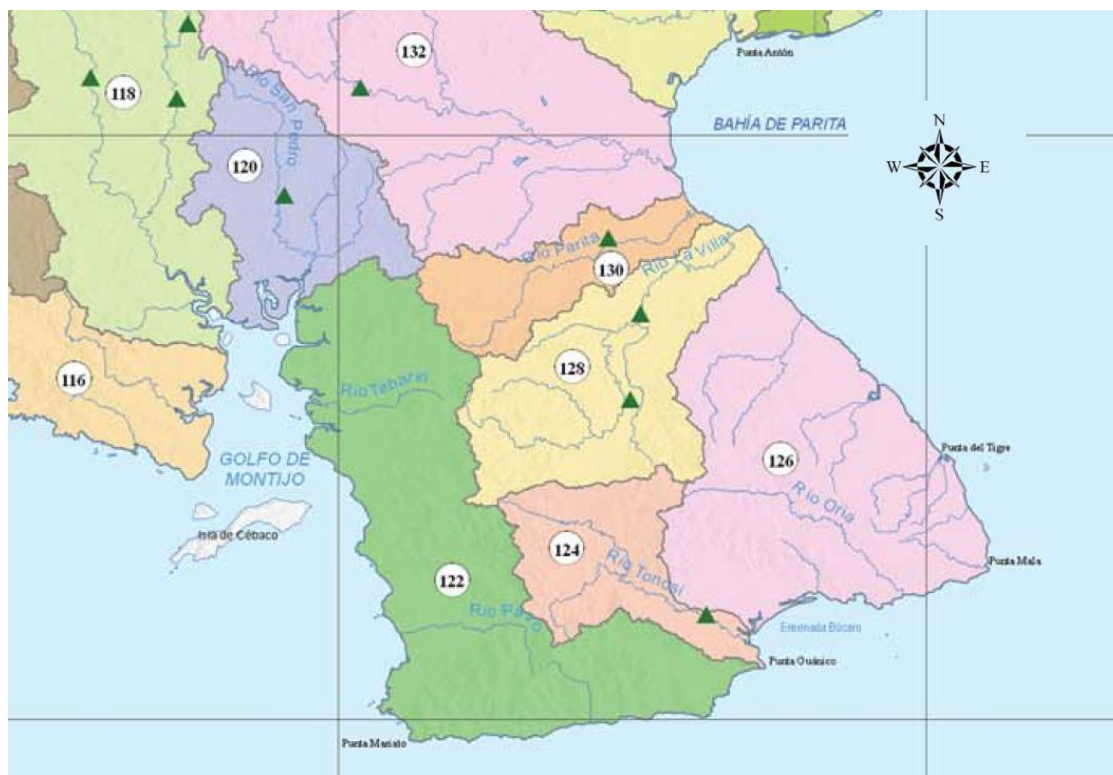 132
Punta Antón
118
BAHÍA DE PARITA
N
W
E
S
Río San
Pedro
120
Río Parita
130
Río La Villa
116
Río Tebario
128
GOLFO DE
MONTIJO
126
Punta del Tigre
Río Oria
Isla de Cébaco
124
Punta Mala
122
Río Tonosí
Río Pavo
Ensenada Búcaro
Punta Guánico
Punta Mariato